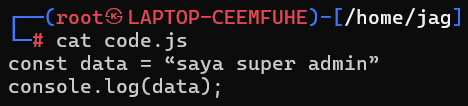 ┌──(root㉿LAPTOP-CEEMFUHE)-[/home/jag]
└─# cat code.js
const data = “saya super admin”
console.log(data);